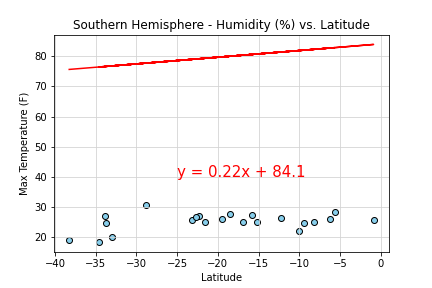 Southern Hemisphere - Humidity (%) vs. Latitude
Max Temperature (F)
80
70
60
50
40
30
20
y = 0.22x + 84.1
−40 −35 −30 −25 −20 −15 −10 −5 0
Latitude